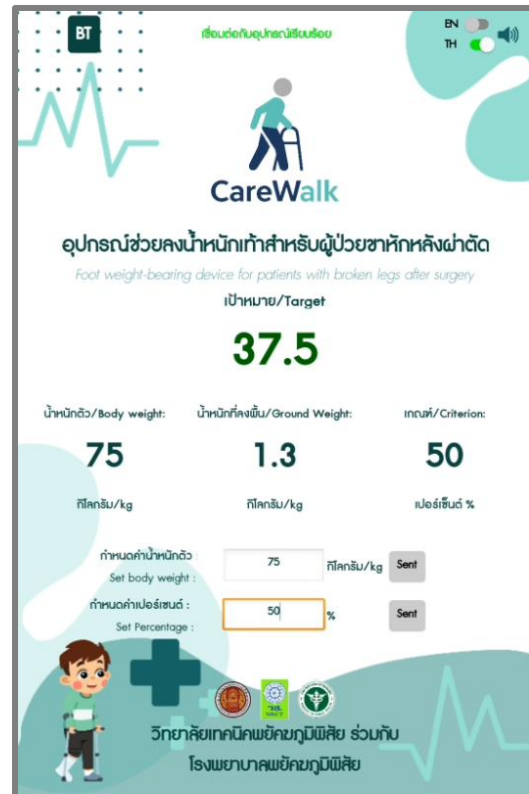 BT
เชื่อมต่อกับอุปกรณ์เรียบร้อย
EN
TH
CareWalk
อุปกรณ์ช่วยลงน้ำหนักเท้าสำหรับผู้ป่วยขาหักหลังผ่าตัด
Foot weight-bearing device for patients with broken legs after surgery
เป้าหมาย/Target
37.5
น้ำหนักตัว/Body weight: น้ำหนักที่ลงพื้น/Ground Weight: เกณฑ์/Criterion:
75 1.3 50
กิโลกรัม/kg กิโลกรัม/kg เปอร์เซ็นต์ %
กำหนดค่าน้ำหนักตัว :
Set body weight :
75 กิโลกรัม/kg Sent
กำหนดค่าเปอร์เซนต์ :
Set Percentage :
50 % Sent
วิทยาลัยเทคนิคพยัคฆภูมิพิสัย ร่วมกับ
โรงพยาบาลพยัคฆภูมิพิสัย